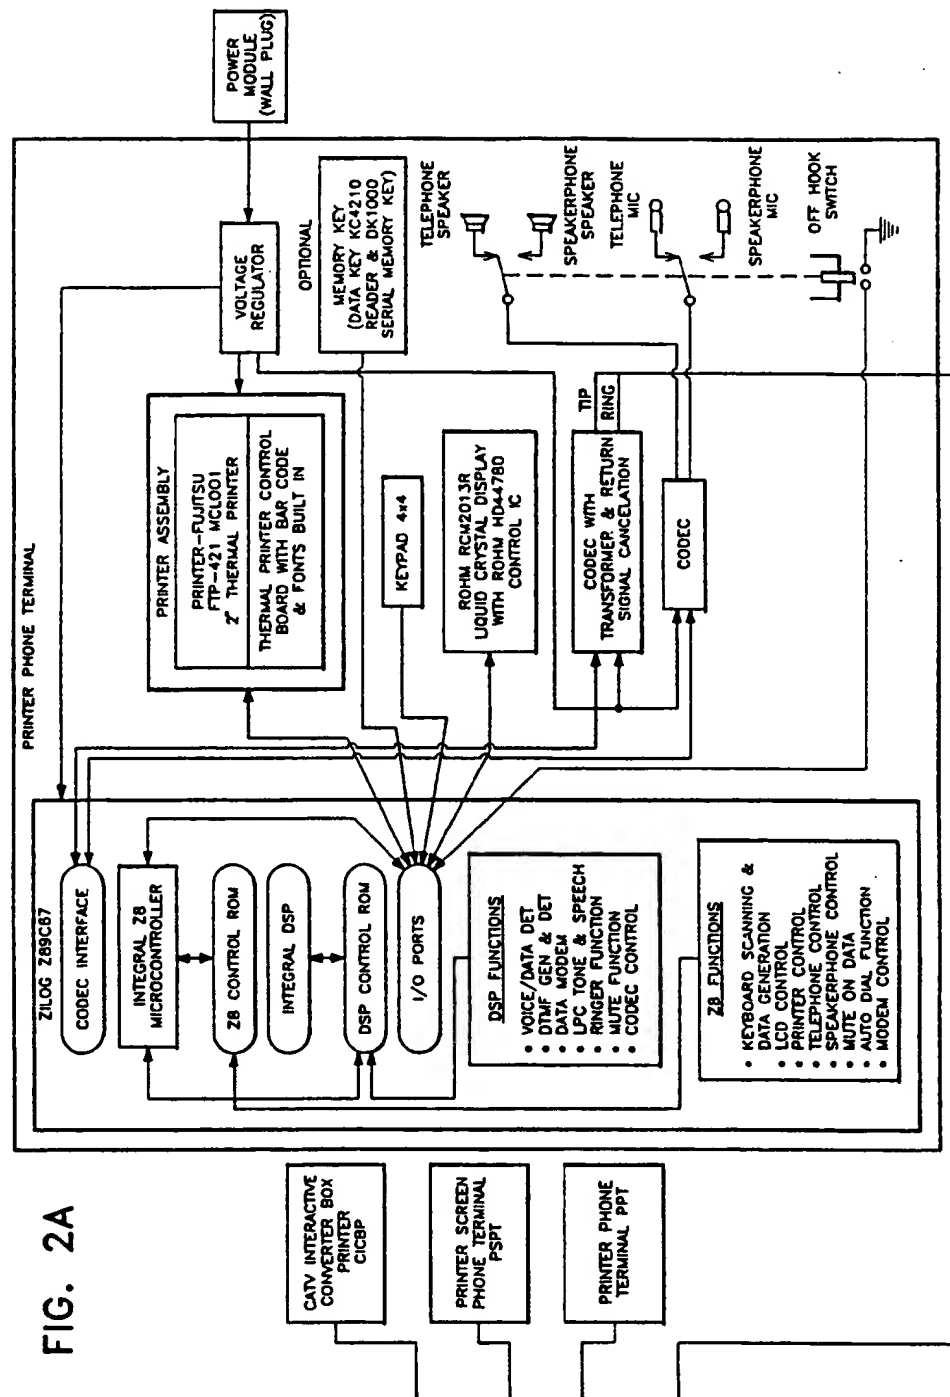 FIG. 2A
PRINTER PHONE TERMINAL
ZILOG Z89C67
CODEC INTERFACE
INTEGRAL Z8
MICROCONTROLLER
Z8 CONTROL ROM
INTEGRAL DSP
DSP CONTROL ROM
I/O PORTS
DSP FUNCTIONS
• VOICE/DATA DET
• DTMF GEN & DET
• DATA MODEM
• LPC TONE & SPEECH
• RINGER FUNCTION
• MUTE FUNCTION
• CODEC CONTROL
Z8 FUNCTIONS
• KEYBOARD SCANNING &
DATA GENERATION
• LCD CONTROL
• PRINTER CONTROL
• TELEPHONE CONTROL
• SPEAKERPHONE CONTROL
• MUTE ON DATA
• AUTO DIAL FUNCTION
• MODEM CONTROL
PRINTER ASSEMBLY
PRINTER-FUJITSU
FTP-421 MCL001
2" THERMAL PRINTER
THERMAL PRINTER CONTROL
BOARD WITH BAR CODE
& FONTS BUILT IN
VOLTAGE
REGULATOR
POWER
MODULE
(WALL PLUG)
OPTIONAL
MEMORY KEY
(DATA KEY KC4210
READER & DK1000
SERIAL MEMORY KEY)
KEYPAD 4x4
ROHM RCM2013R
LIQUID CRYSTAL DISPLAY
WITH ROHM HD44780
CONTROL IC
CODEC WITH
TRANSFORMER & RETURN
SIGNAL CANCELATION
TIP
RING
CODEC
TELEPHONE
SPEAKER
SPEAKERPHONE
SPEAKER
TELEPHONE
MIC
SPEAKERPHONE
MIC
OFF HOOK
SWITCH
CATV INTERACTIVE
CONVERTER BOX
PRINTER
CICBP
PRINTER SCREEN
PHONE TERMINAL
PSPT
PRINTER PHONE
TERMINAL PPT